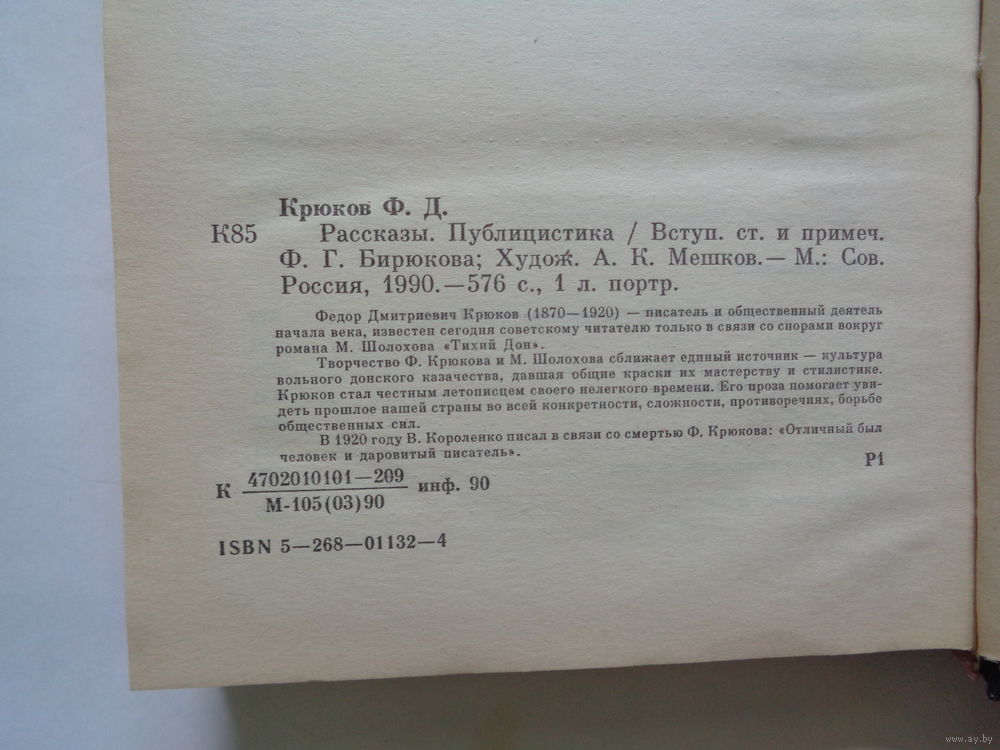 Крюков Ф. Д.
К85 Рассказы. Публицистика / Вступ. ст. и примеч.
Ф. Г. Бирюкова; Худож. А. К. Мешков.— М.: Сов.
Россия, 1990.—576 с., 1 л. портр.
Федор Дмитриевич Крюков (1870—1920) — писатель и общественный деятель
начала века, известен сегодня советскому читателю только в связи со спорами вокруг
романа М. Шолохова «Тихий Дон».
Творчество Ф. Крюкова и М. Шолохова сближает единый источник — культура
вольного донского казачества, давшая общие краски их мастерству и стилистике.
Крюков стал честным летописцем своего нелегкого времени. Его проза помогает уви-
деть прошлое нашей страны во всей конкретности, сложности, противоречиях, борьбе
общественных сил.
В 1920 году В. Короленко писал в связи со смертью Ф. Крюкова: «Отличный был
человек и даровитый писатель».
Р1
К 4702010101—209 инф. 90
М-105(03)90
ISBN 5—268—01132—4
www.ay.by